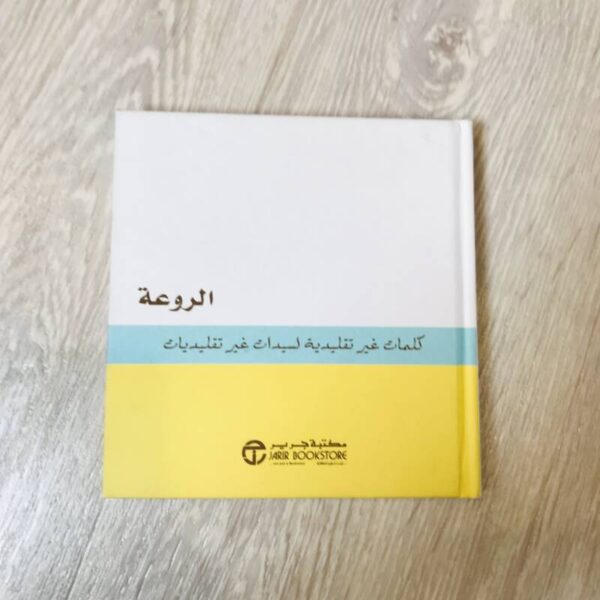 الروعة
كلمات غير تقليدية لسيدات غير تقليديات
مكتبة جرير
JARIR BOOKSTORE